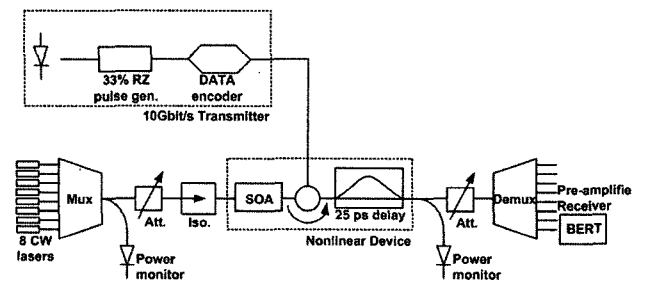 33% RZ
pulse gen.
DATA
encoder
10Gbit/s Transmitter
Mux
Att.
Iso.
SOA
25 ps delay
Nonlinear Device
Att.
Demux
Pre-amplifie
Receiver
BERT
8 CW
lasers
Power
monitor
Power
monitor